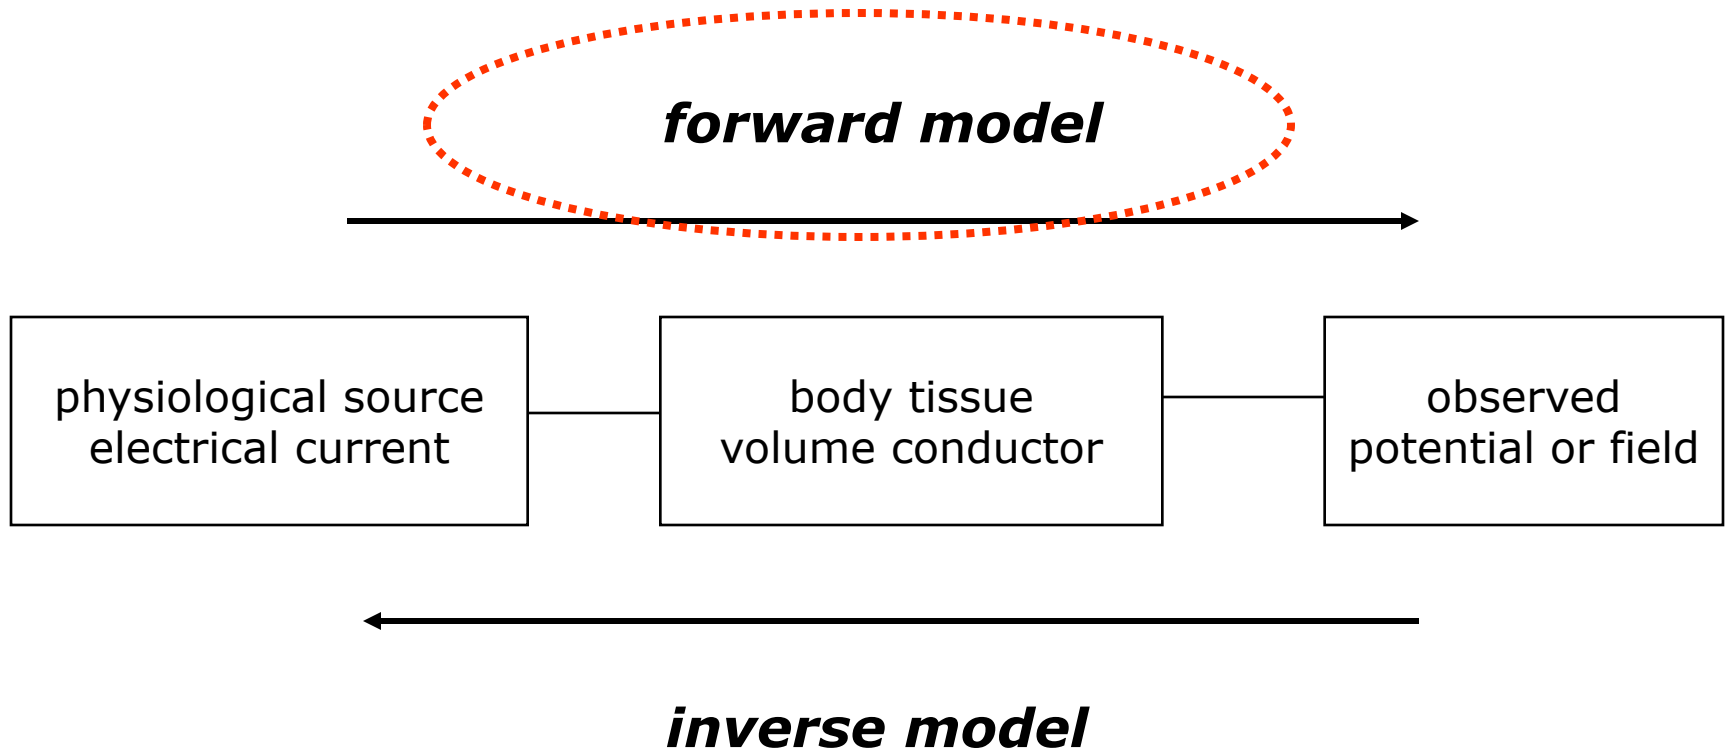 forward model
physiological source
electrical current
body tissue
volume conductor
observed
potential or field
inverse model